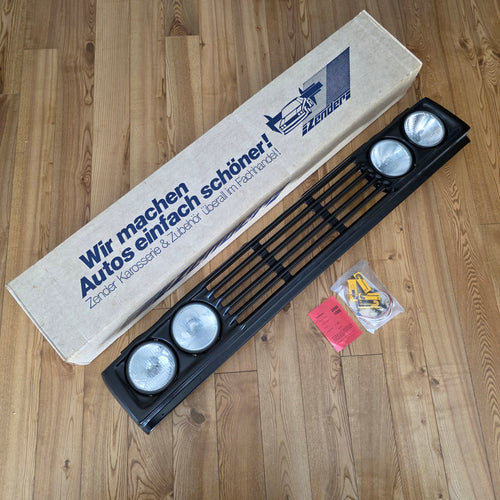 Wir machen
Autos einfach schöner!
Zender Karosserie & Zubehör überall im Fachhandel!
Zender